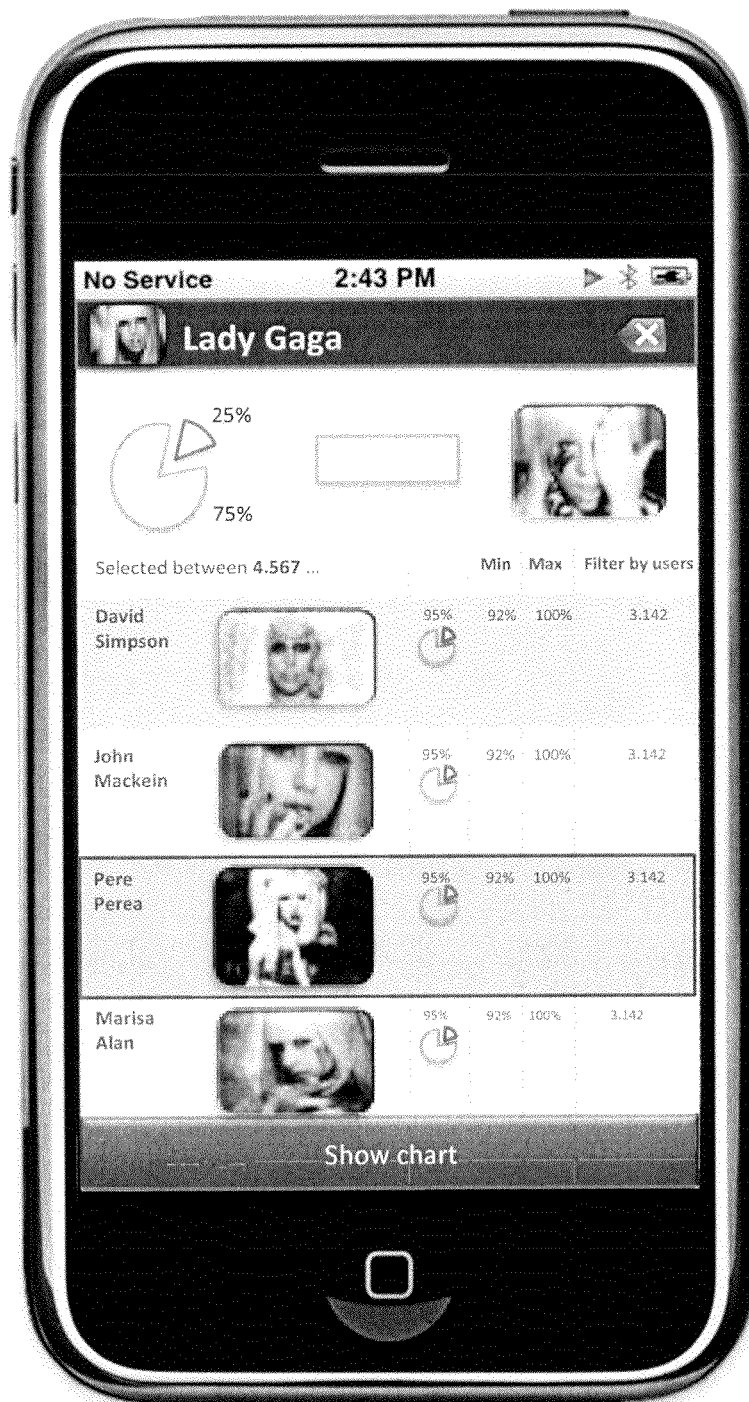 No Service 2:43 PM
Lady Gaga
25%
75%
Selected between 4.567 ... Min Max Filter by users
David 95% 92% 100% 3.142
Simpson
John 95% 92% 100% 3.142
Mackein
Pere 95% 92% 100% 3.142
Perea
Marisa 95% 92% 100% 3.142
Alan
Show chart